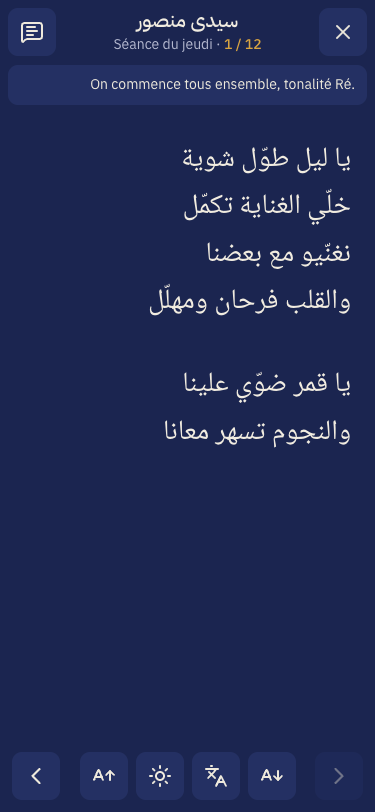 سيدي منصور
Séance du jeudi · 1 / 12
On commence tous ensemble, tonalité Ré.
يا ليل طوّل شوية
خلّي الغناية تكمّل
نغنّيو مع بعضنا
والقلب فرحان ومهلّل
يا قمر ضوّي علينا
والنجوم تسهر معانا
A↑
A↓